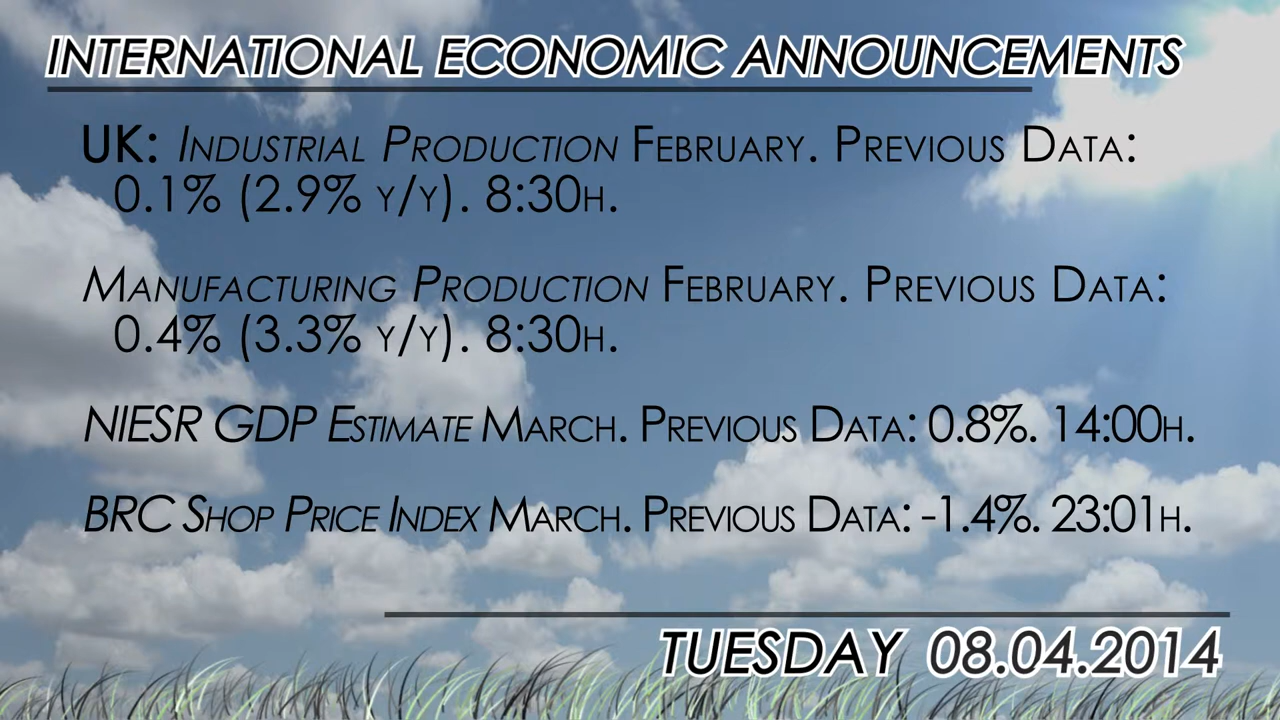 INTERNATIONAL ECONOMIC ANNOUNCEMENTS
UK: INDUSTRIAL PRODUCTION FEBRUARY. PREVIOUS DATA:
0.1% (2.9% Y/Y). 8:30H.
MANUFACTURING PRODUCTION FEBRUARY. PREVIOUS DATA:
0.4% (3.3% Y/Y). 8:30H.
NIESR GDP ESTIMATE MARCH. PREVIOUS DATA: 0.8%. 14:00H.
BRC SHOP PRICE INDEX MARCH. PREVIOUS DATA: -1.4%. 23:01H.
TUESDAY 08.04.2014